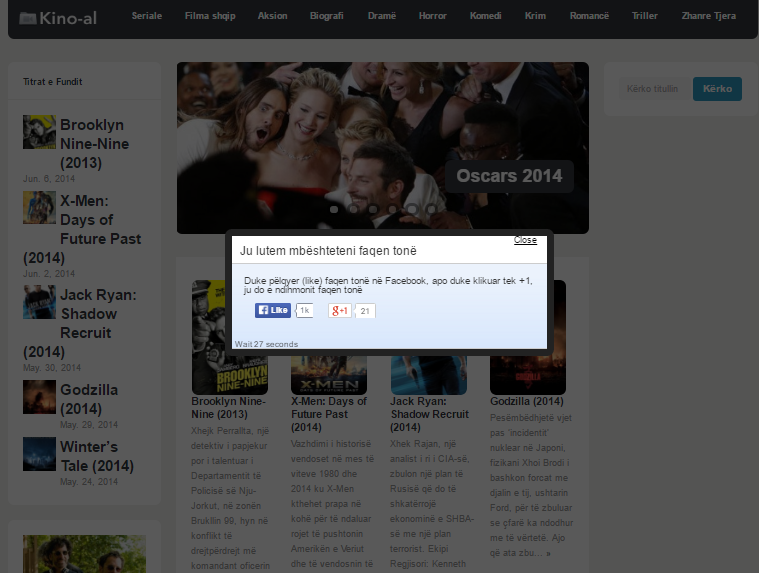 Kino-al
Seriale Filma shqip Aksion Biografi Dramë Horror Komedi Krim Romancë Triller Zhanre Tjera
Titrat e Fundit
Brooklyn
Nine-Nine
(2013)
Jun. 6, 2014
X-Men:
Days of
Future Past
(2014)
Jun. 2, 2014
Jack Ryan:
Shadow
Recruit
(2014)
May. 30, 2014
Godzilla
(2014)
May. 29, 2014
Winter's
Tale (2014)
May. 24, 2014
Oscars 2014
Kërko titullin
Kërko
Close
Ju lutem mbështeteni faqen tonë
Duke pëlqyer (like) faqen tonë në Facebook, apo duke klikuar tek +1,
ju do e ndihmonit faqen tonë
Like 1k g+1 21
Wait 27 seconds
BROOKLYN
NINE-NINE
X-MEN
Brooklyn Nine-
Nine (2013)
Xhejk Perrallta, një
detektiv i papjekur
por i talentuar i
Departamentit të
Policisë së Nju-
Jorkut, në zonën
Bruklin 99, hyn në
konflikt të
drejtpërdrejt më
komandant oficerin
X-Men: Days of
Future Past
(2014)
Vazhdimi i historisë
vendoset në mes të
viteve 1980 dhe
2014 ku X-Men
kthehet prapa në
kohë për të ndaluar
rojet të pushtonin
Amerikën e Veriut
dhe të vendosnin të
Jack Ryan:
Shadow Recruit
(2014)
Xhek Rajan, një
analist i ri i CIA-së,
zbulon një plan të
Rusisë që do të
shkatërrojë
ekonominë e SHBA-
se me një plan
terrorist. Ekipi
Regjisori: Kenneth
Godzilla (2014)
Pesëmbëdhjetë vjet
pas 'incidentit'
nuklear në Japoni,
fizikani Xhoi Brodi i
bashkon forcat me
djalin e tij, ushtarin
Ford, për të zbuluar
se çfarë ka ndodhur
me të vërtetë. Ajo
që ata zbu... »